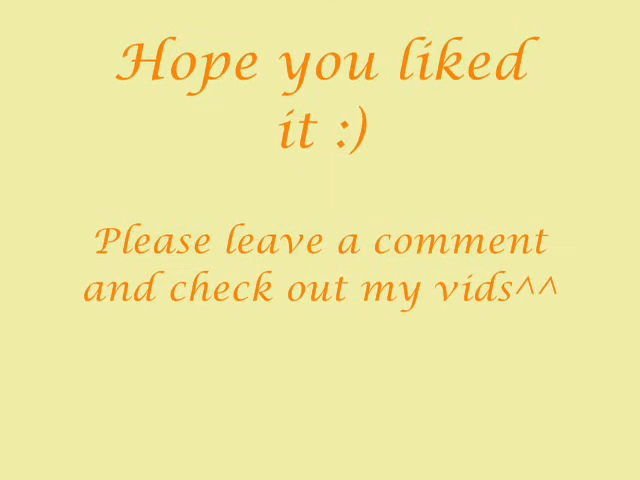 Hope you liked
it :)
Please leave a comment
and check out my vids^^